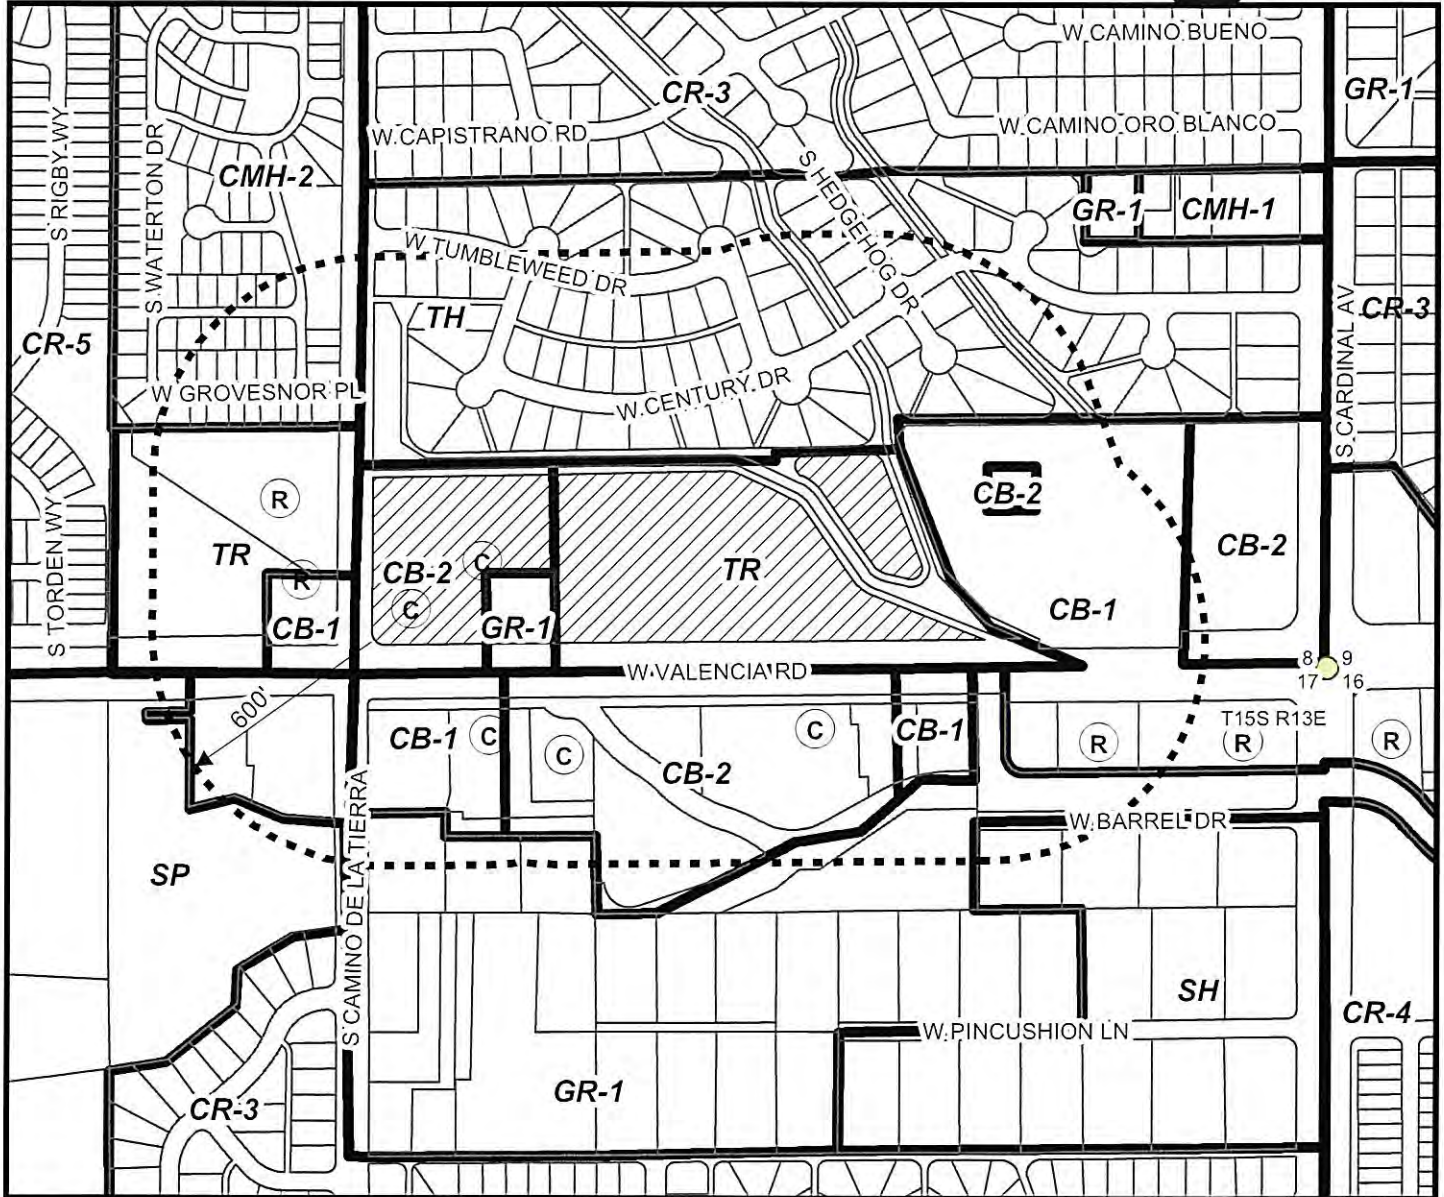 W CAMINO BUENO
CR-3
GR-1
W CAPISTRANO RD
W CAMINO ORO BLANCO
S RIGBY WY
S WATERTON DR
CMH-2
S HEDGEHOG DR
GR-1
CMH-1
W TUMBLEWEED DR
TH
CR-3
CR-5
S CARDINAL AV
W GROVESNOR PL
W CENTURY DR
R
CB-2
TR
CB-2
C
TR
CB-2
R
C
CB-1
S TORDEN WY
CB-1
GR-1
W VALENCIA RD
8 9
17 16
600'
T15S R13E
CB-1
C
C
C
CB-1
R
R
R
CB-2
W BARREL DR
S CAMINO DE LA TIERRA
SP
SH
CR-4
W PINCUSHION LN
GR-1
CR-3